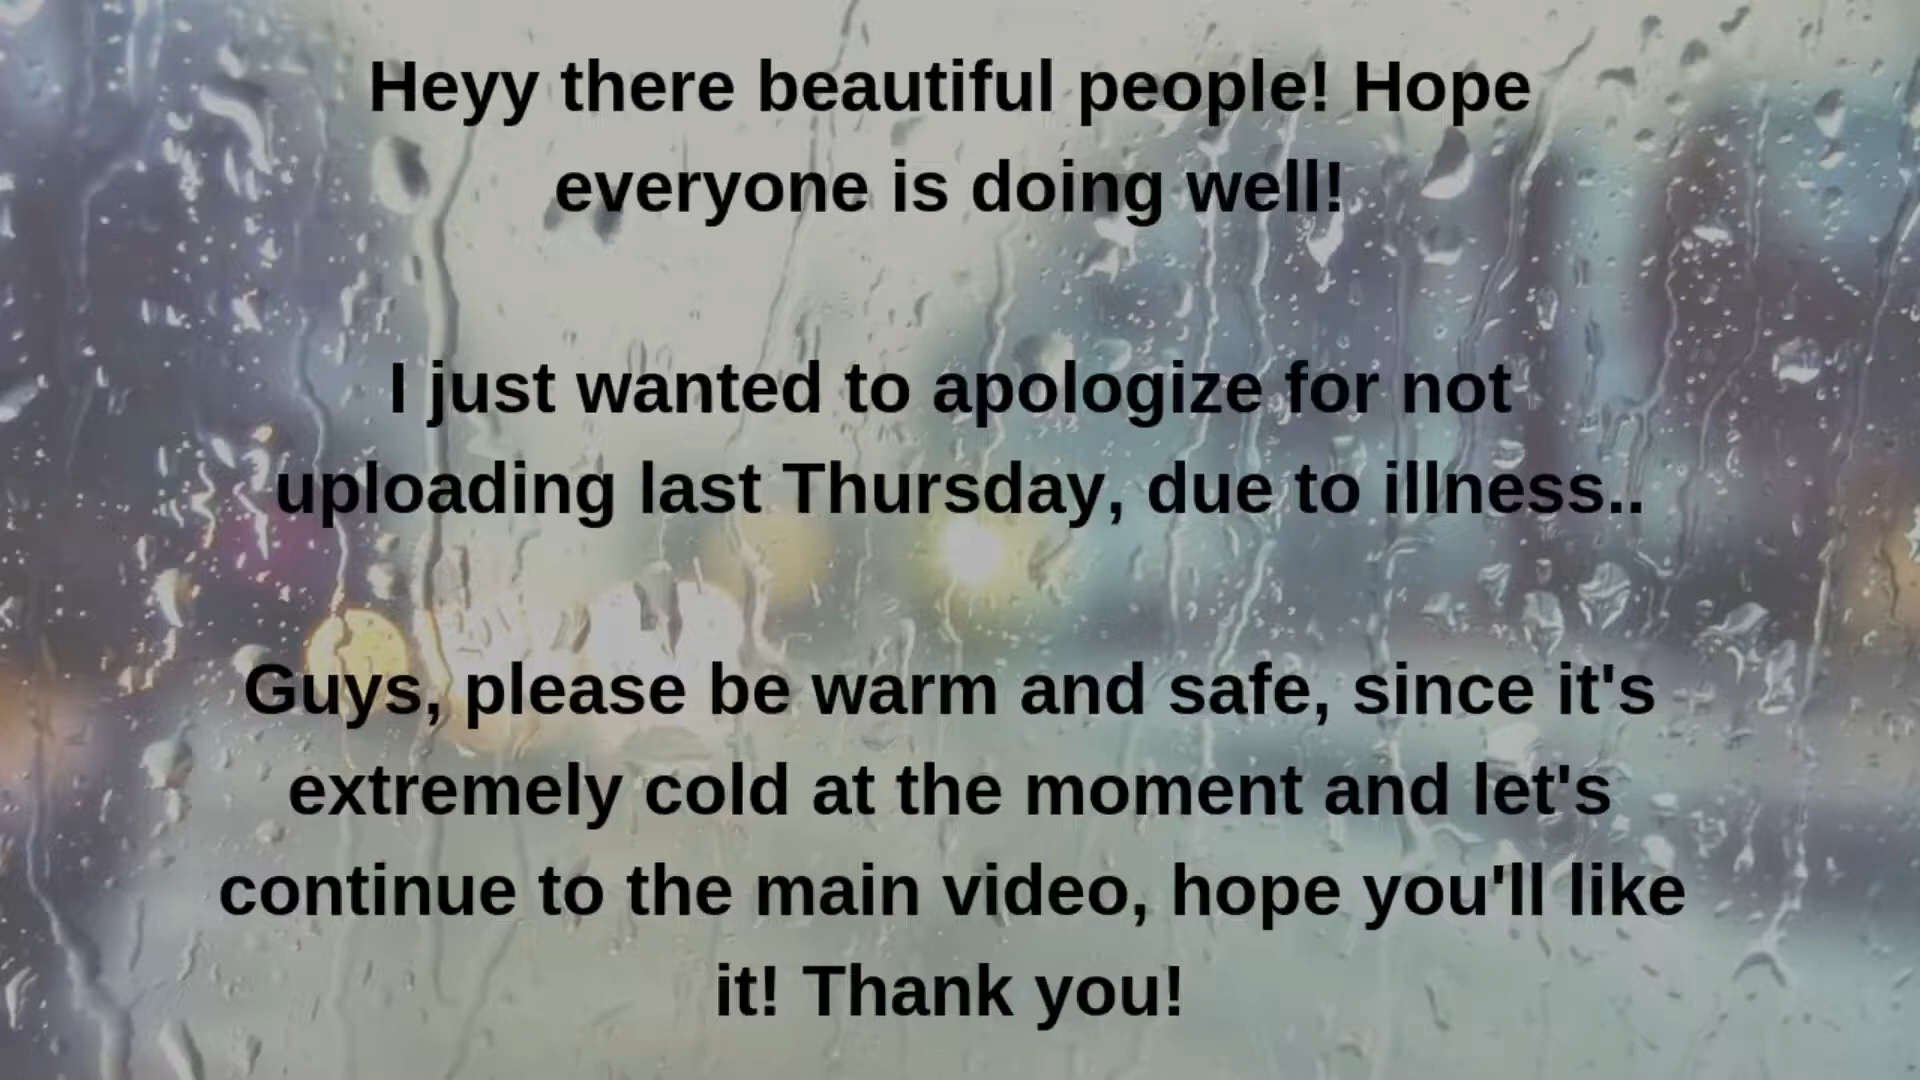 Heyy there beautiful people! Hope
everyone is doing well!
I just wanted to apologize for not
uploading last Thursday, due to illness..
Guys, please be warm and safe, since it's
extremely cold at the moment and let's
continue to the main video, hope you'll like
it! Thank you!